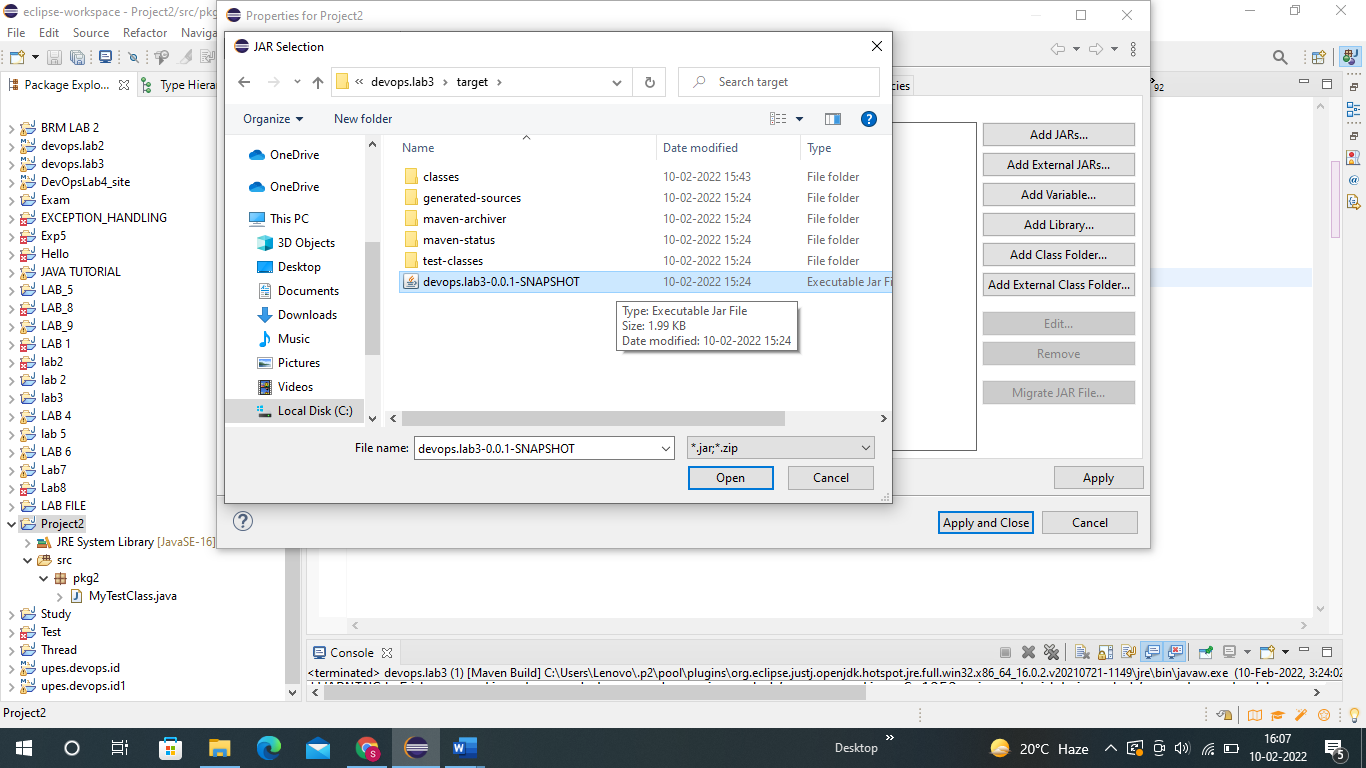 eclipse-workspace - Project2/src/pkg
Properties for Project2
File Edit Source Refactor Naviga
JAR Selection
devops.lab3 › target ›
Search target
Organize
New folder
Package Explo...
Type Hiera
cies
92
BRM LAB 2
devops.lab2
devops.lab3
DevOpsLab4_site
Exam
EXCEPTION_HANDLING
Exp5
Hello
JAVA TUTORIAL
LAB_5
LAB_8
LAB_9
LAB 1
lab2
lab 2
lab3
LAB 4
lab 5
LAB 6
Lab7
Lab8
LAB FILE
Project2
JRE System Library [JavaSE-16]
src
pkg2
MyTestClass.java
Study
Test
Thread
upes.devops.id
upes.devops.id1
OneDrive
OneDrive
This PC
3D Objects
Desktop
Documents
Downloads
Music
Pictures
Videos
Local Disk (C:)
Name Date modified Type
classes 10-02-2022 15:43 File folder
generated-sources 10-02-2022 15:24 File folder
maven-archiver 10-02-2022 15:24 File folder
maven-status 10-02-2022 15:24 File folder
test-classes 10-02-2022 15:24 File folder
devops.lab3-0.0.1-SNAPSHOT 10-02-2022 15:24 Executable Jar Fi
Type: Executable Jar File
Size: 1.99 KB
Date modified: 10-02-2022 15:24
File name: devops.lab3-0.0.1-SNAPSHOT *.jar;*.zip
Open Cancel
Add JARs...
Add External JARs...
Add Variable...
Add Library...
Add Class Folder...
Add External Class Folder...
Edit...
Remove
Migrate JAR File...
Apply
Apply and Close Cancel
Console
<terminated> devops.lab3 (1) [Maven Build] C:\Users\Lenovo\.p2\pool\plugins\org.eclipse.justj.openjdk.hotspot.jre.full.win32.x86_64_16.0.2.v20210721-1149\jre\bin\javaw.exe (10-Feb-2022, 3:24:02
Project2
Desktop
20°C Haze
16:07
10-02-2022
5